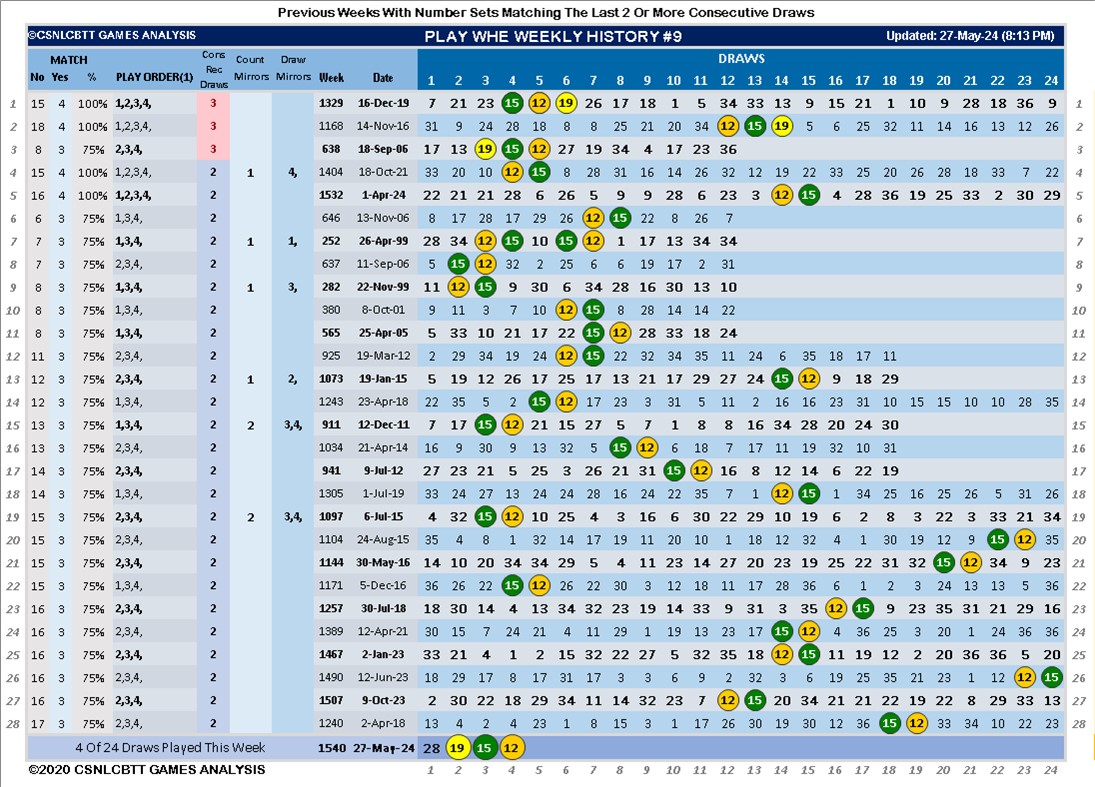 Previous Weeks With Number Sets Matching The Last 2 Or More Consecutive Draws
©CSNLCBTT GAMES ANALYSIS PLAY WHE WEEKLY HISTORY #9 Updated: 27-May-24 (8:13 PM)
MATCH Cons Rec Draws Count Mirrors Draw Mirrors DRAWS
No Yes % PLAY ORDER(1) Week Date 1 2 3 4 5 6 7 8 9 10 11 12 13 14 15 16 17 18 19 20 21 22 23 24
1 15 4 100% 1,2,3,4, 3 1329 16-Dec-19 7 21 23 15 12 19 26 17 18 1 5 34 33 13 9 15 21 1 10 9 28 18 36 9 1
2 18 4 100% 1,2,3,4, 3 1168 14-Nov-16 31 9 24 28 18 8 8 25 21 20 34 12 15 19 5 6 25 32 11 14 16 13 12 26 2
3 8 3 75% 2,3,4, 3 638 18-Sep-06 17 13 19 15 12 27 19 34 4 17 23 36 3
4 15 4 100% 1,2,3,4, 2 1 4, 1404 18-Oct-21 33 20 10 12 15 8 28 31 16 14 26 32 12 14 19 22 33 25 20 26 28 18 33 7 22 4
5 16 4 100% 1,2,3,4, 2 1532 1-Apr-24 22 21 21 28 6 26 5 9 9 28 6 23 3 12 15 4 28 36 19 25 33 2 30 29 5
6 6 3 75% 1,3,4, 2 646 13-Nov-06 8 17 28 17 29 26 12 15 22 8 26 7 6
7 7 3 75% 1,3,4, 2 1 1, 252 26-Apr-99 28 34 12 15 10 15 12 1 17 13 34 34 7
8 7 3 75% 2,3,4, 2 637 11-Sep-06 5 15 12 32 2 25 6 6 19 17 2 31 8
9 8 3 75% 1,3,4, 2 1 3, 282 22-Nov-99 11 12 15 9 30 6 34 28 16 30 13 10 9
10 8 3 75% 1,3,4, 2 380 8-Oct-01 9 11 3 7 10 12 15 8 28 14 14 22 10
11 8 3 75% 1,3,4, 2 565 25-Apr-05 5 33 10 21 17 22 15 12 28 33 18 24 11
12 11 3 75% 2,3,4, 2 925 19-Mar-12 2 29 34 19 24 12 15 22 32 34 35 11 24 6 35 18 17 11 12
13 12 3 75% 2,3,4, 2 1 2, 1073 19-Jan-15 5 19 12 26 17 25 17 13 21 17 29 27 24 15 12 9 18 29 13
14 12 3 75% 1,3,4, 2 1243 23-Apr-18 22 35 5 2 15 12 17 23 3 31 5 14 11 2 16 16 23 31 10 15 15 10 10 28 35 14
15 13 3 75% 1,3,4, 2 2 3,4, 911 12-Dec-11 7 17 15 12 21 15 27 5 7 1 8 8 16 34 28 20 24 30 15
16 13 3 75% 2,3,4, 2 1034 21-Apr-14 16 9 30 9 13 32 5 15 12 6 18 7 17 11 19 32 10 31 16
17 14 3 75% 2,3,4, 2 941 9-Jul-12 27 23 21 5 25 3 26 21 31 15 12 16 8 12 14 6 22 19 17
18 14 3 75% 1,3,4, 2 1305 1-Jul-19 33 24 27 13 24 24 28 16 24 22 35 7 1 12 15 1 34 25 16 25 26 5 31 26 18
19 15 3 75% 2,3,4, 2 2 3,4, 1097 6-Jul-15 4 32 15 12 10 25 4 3 16 6 30 22 29 10 19 6 2 8 3 22 3 33 21 34 19
20 15 3 75% 2,3,4, 2 1104 24-Aug-15 35 4 8 1 32 14 17 19 11 20 10 1 18 16 12 32 4 1 30 19 12 9 15 12 35 20
21 15 3 75% 2,3,4, 2 1144 30-May-16 14 10 20 34 34 29 5 4 11 23 14 27 20 23 19 25 22 31 32 15 12 34 9 23 21
22 15 3 75% 1,3,4, 2 1171 5-Dec-16 36 26 22 15 12 26 22 30 3 12 18 11 17 28 36 6 1 2 3 24 13 13 5 36 22
23 16 3 75% 2,3,4, 2 1257 30-Jul-18 18 30 14 4 13 34 32 23 19 14 33 9 31 3 35 12 15 9 23 35 31 21 29 16 23
24 16 3 75% 2,3,4, 2 1389 12-Apr-21 30 15 7 24 21 4 11 29 1 19 13 23 17 15 12 4 36 25 3 20 1 24 36 36 24
25 16 3 75% 2,3,4, 2 1467 2-Jan-23 33 21 4 1 2 15 32 22 27 5 32 35 18 12 15 11 19 12 2 20 36 36 5 20 25
26 16 3 75% 2,3,4, 2 1490 12-Jun-23 18 29 17 8 17 31 17 3 3 6 9 2 32 3 6 19 25 35 21 23 1 12 12 15 26
27 16 3 75% 2,3,4, 2 1507 9-Oct-23 2 30 22 18 29 34 12 14 22 23 7 12 15 20 34 21 21 22 19 22 8 29 33 13 27
28 17 3 75% 2,3,4, 2 1240 2-Apr-18 13 4 2 4 23 1 8 15 3 1 17 26 30 19 30 12 36 15 12 33 34 10 22 23 28
4 Of 24 Draws Played This Week 1540 27-May-24 28 19 15 12
©2020 CSNLCBTT GAMES ANALYSIS 1 2 3 4 5 6 7 8 9 10 11 12 13 14 15 16 17 18 19 20 21 22 23 24